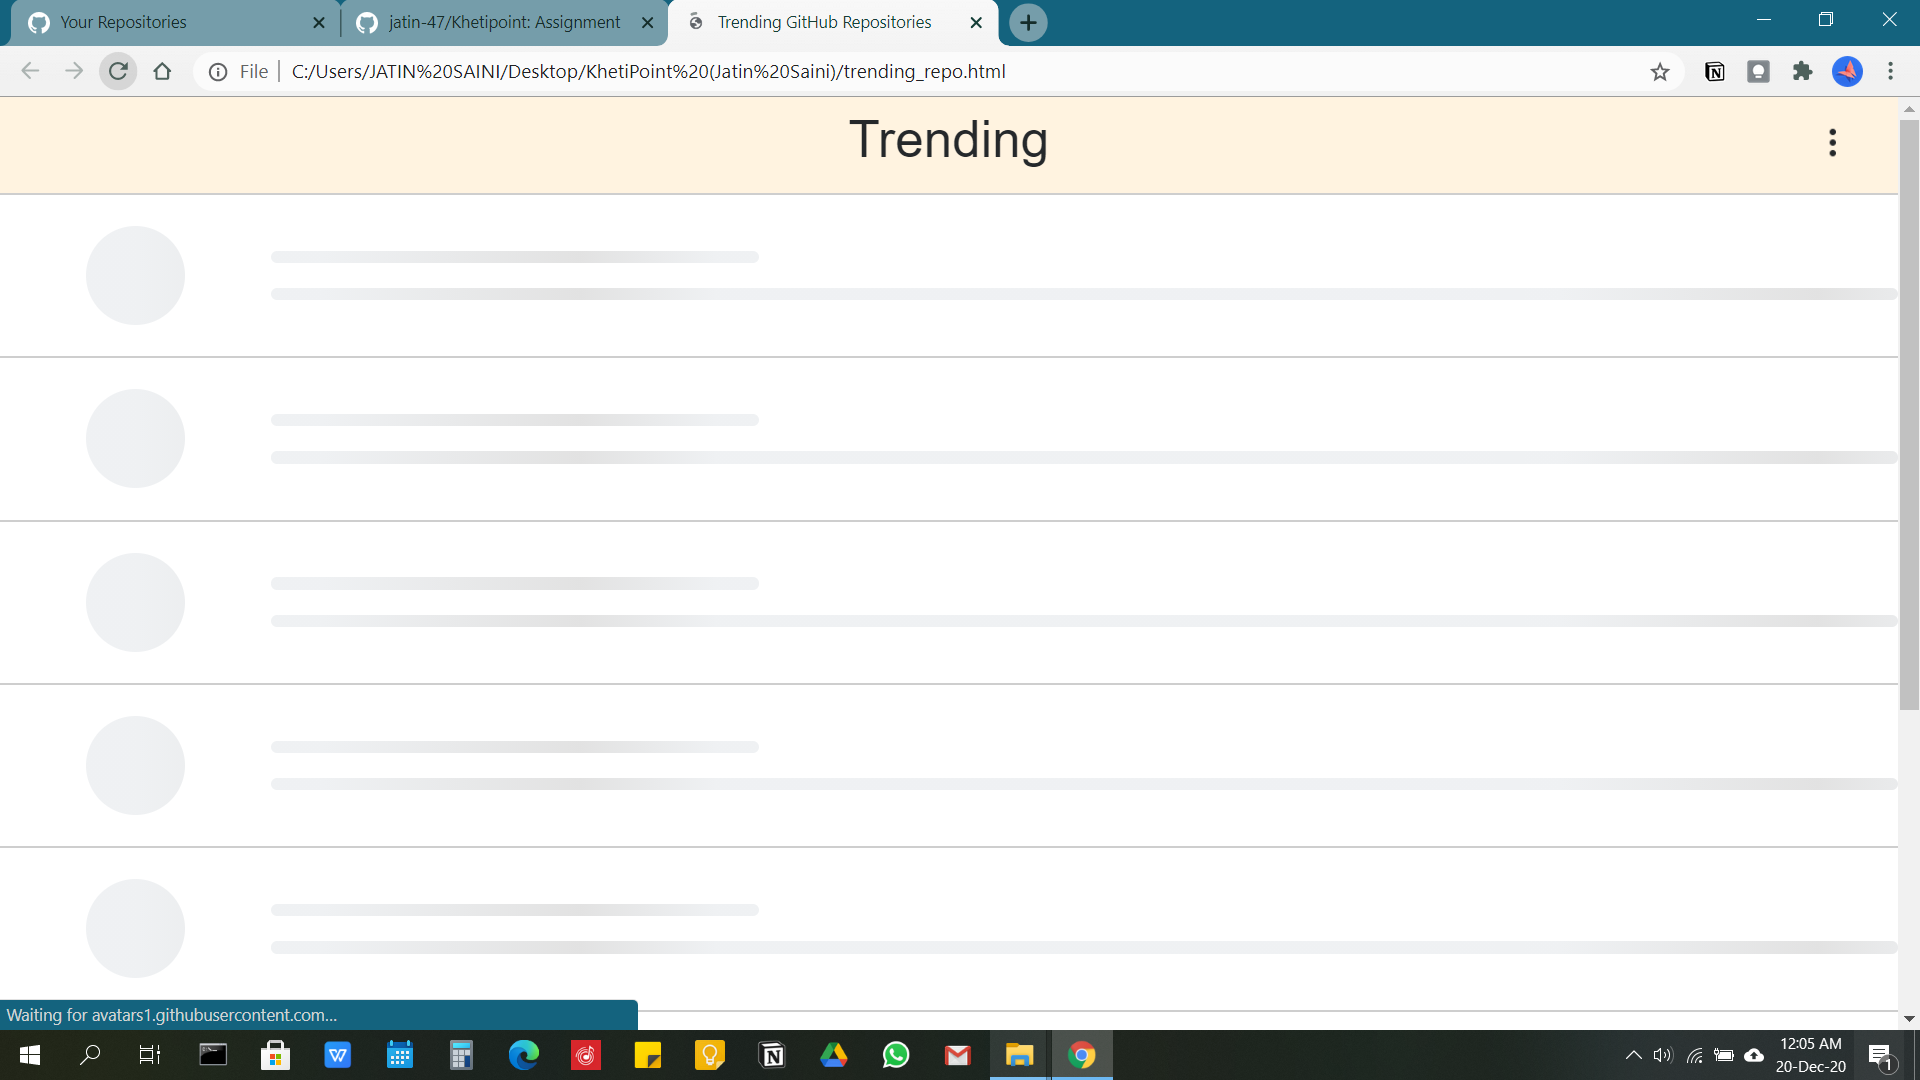 Your Repositories
jatin-47/Khetipoint: Assignment
Trending GitHub Repositories
File
C:/Users/JATIN%20SAINI/Desktop/KhetiPoint%20(Jatin%20Saini)/trending_repo.html
Trending
Waiting for avatars1.githubusercontent.com...
12:05 AM
20-Dec-20
1